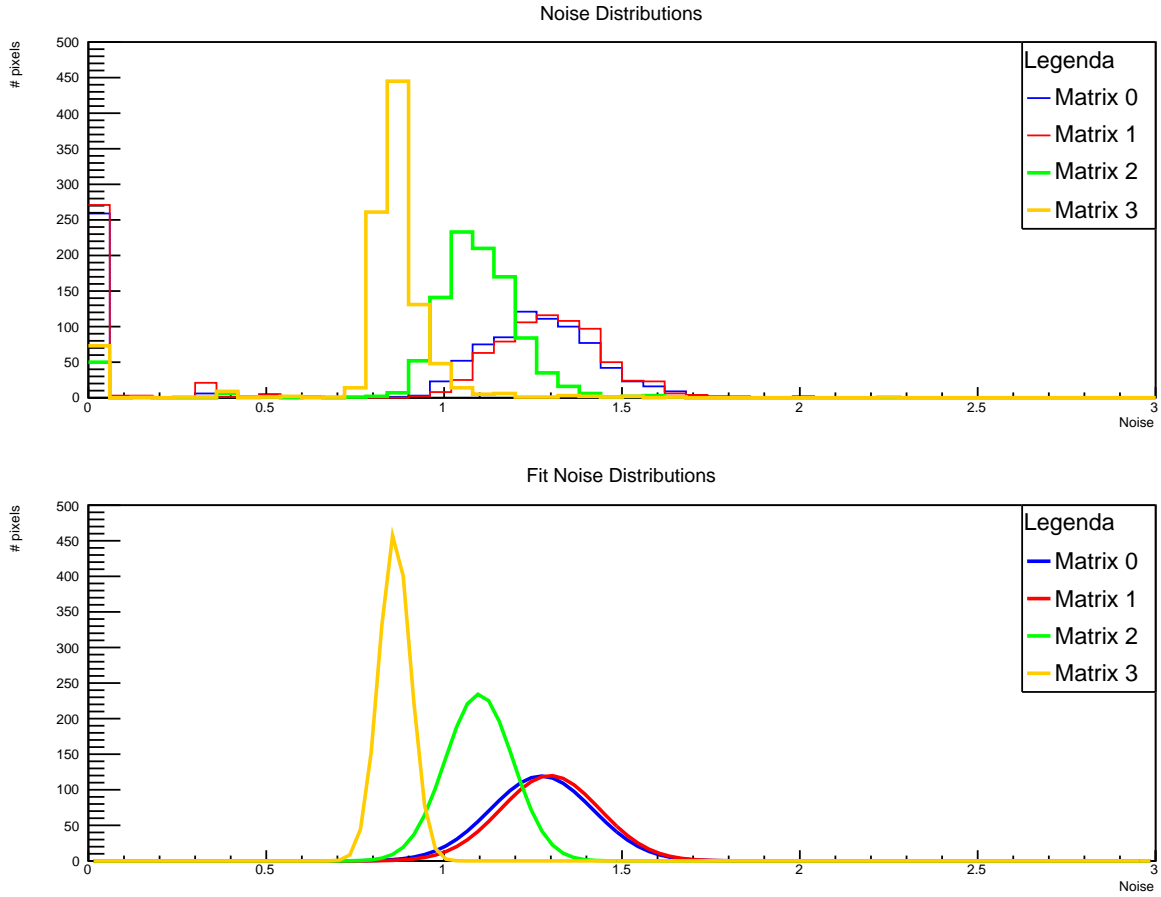 Noise Distributions
# pixels
500
450
400
350
300
250
200
150
100
50
0
Legenda
Matrix 0
Matrix 1
Matrix 2
Matrix 3
0 0.5 1 1.5 2 2.5 3
Noise
Fit Noise Distributions
# pixels
500
450
400
350
300
250
200
150
100
50
0
Legenda
Matrix 0
Matrix 1
Matrix 2
Matrix 3
0 0.5 1 1.5 2 2.5 3
Noise